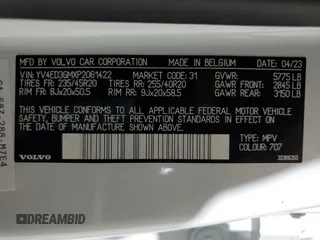 MFD BY VOLVO CAR CORPORATION MADE IN BELGIUM DATE: 04/23
VIN: YV4ED3GMXP2061422 MARKET CODE: 31 GVWR: 5775 LB
FR TIRES: 235/45R20 RR TIRES: 255/40R20 GAWR FRONT: 2845 LB
RIM FR: 8Jx20x50.5 RIM RR: 9Jx20x58.5 GAWR REAR: 3150 LB
THIS VEHICLE CONFORMS TO ALL APPLICABLE FEDERAL MOTOR VEHICLE
SAFETY, BUMPER AND THEFT PREVENTION STANDARDS IN EFFECT ON THE
DATE OF MANUFACTURE SHOWN ABOVE.
TYPE: MPV
VOLVO COLOUR: 707
DREAMBID